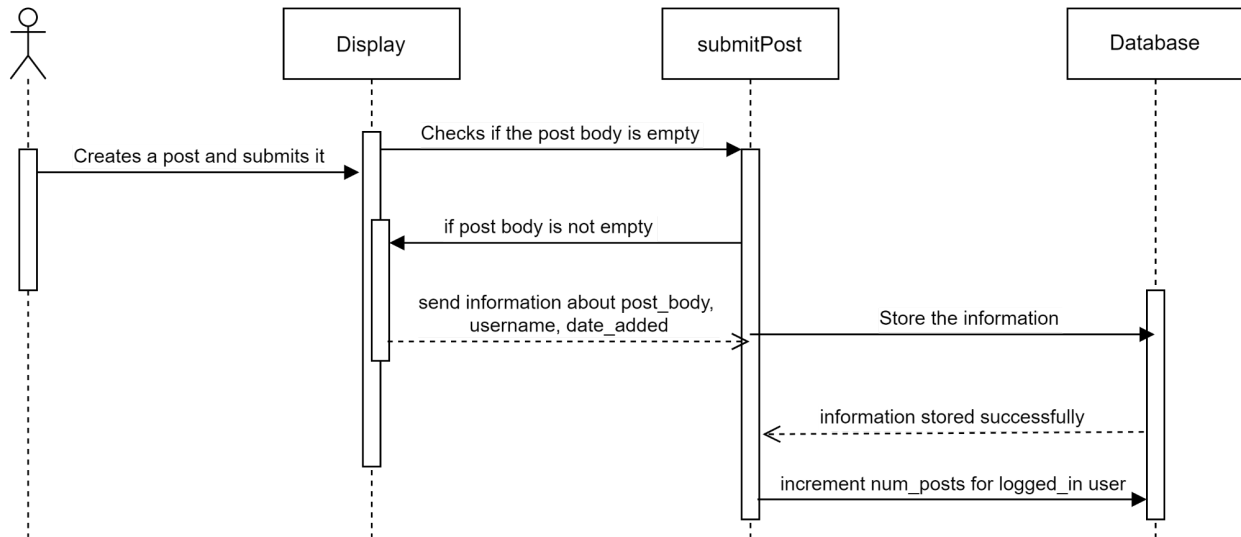 Display
submitPost
Database
Checks if the post body is empty
Creates a post and submits it
if post body is not empty
send information about post_body,
username, date_added
Store the information
information stored successfully
increment num_posts for logged_in user